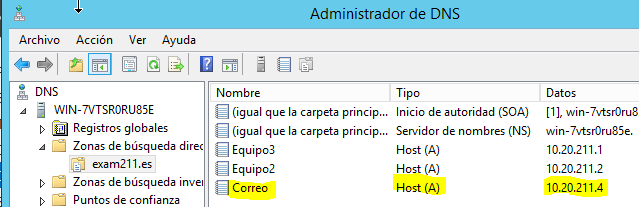 Administrador de DNS
Archivo Acción Ver Ayuda
DNS
WIN-7VTSR0RU85E
Registros globales
Zonas de búsqueda direc
exam211.es
Zonas de búsqueda inver
Puntos de confianza
Nombre Tipo Datos
(igual que la carpeta princip... Inicio de autoridad (SOA) [1], win-7vtsr0ru8
(igual que la carpeta princip... Servidor de nombres (NS) win-7vtsr0ru85e.
Equipo3 Host (A) 10.20.211.1
Equipo2 Host (A) 10.20.211.2
Correo Host (A) 10.20.211.4